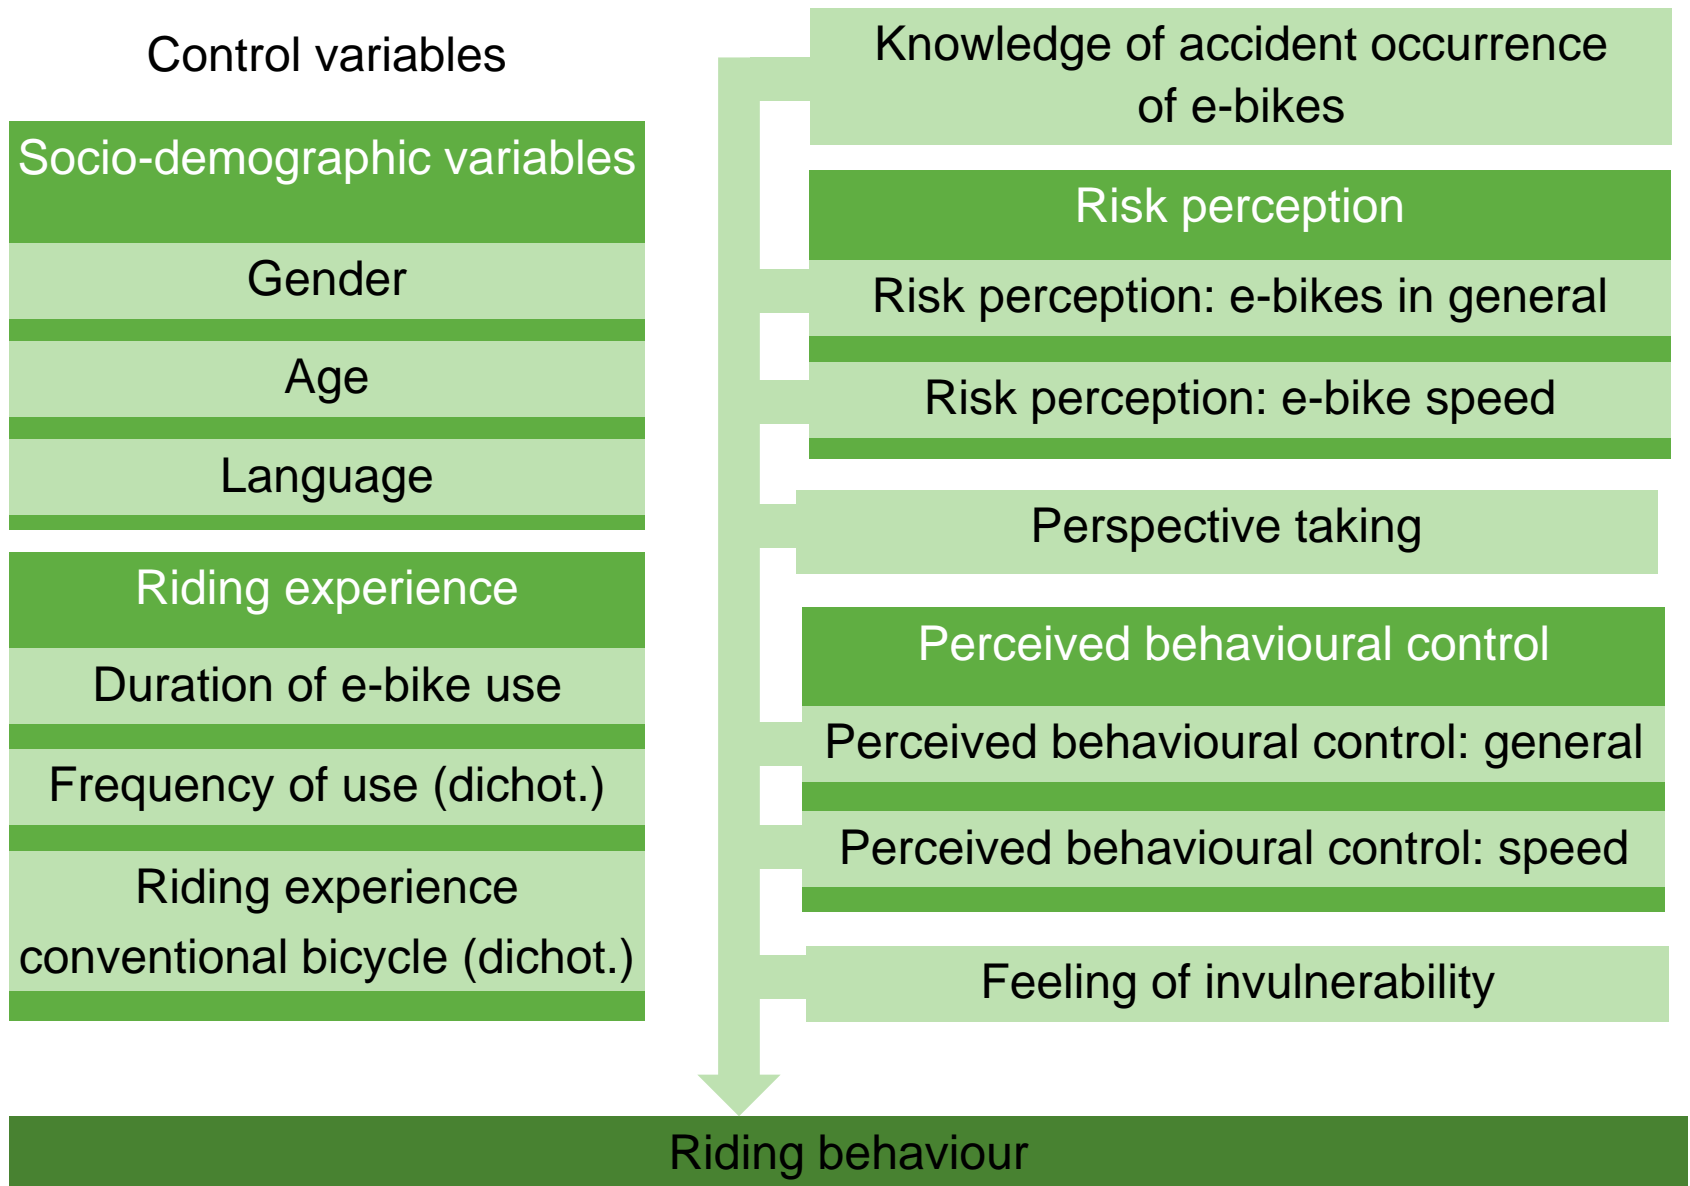 Control variables
Socio-demographic variables
Gender
Age
Language
Riding experience
Duration of e-bike use
Frequency of use (dichot.)
Riding experience
conventional bicycle (dichot.)
Knowledge of accident occurrence
of e-bikes
Risk perception
Risk perception: e-bikes in general
Risk perception: e-bike speed
Perspective taking
Perceived behavioural control
Perceived behavioural control: general
Perceived behavioural control: speed
Feeling of invulnerability
Riding behaviour